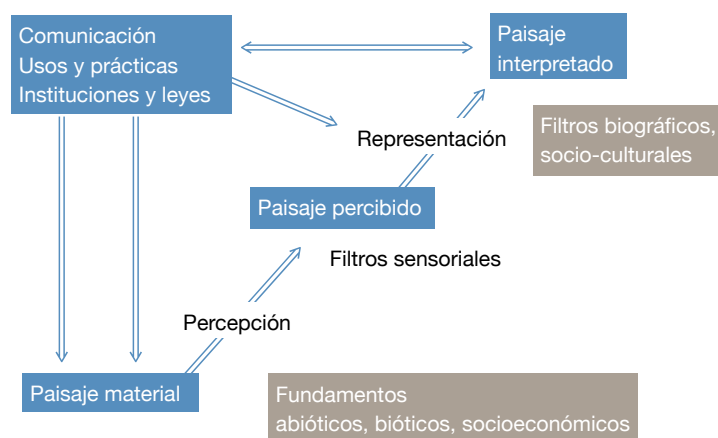 Comunicación
Usos y prácticas
Instituciones y leyes
Paisaje
interpretado
Filtros biográficos,
socio-culturales
Representación
Paisaje percibido
Filtros sensoriales
Percepción
Paisaje material
Fundamentos
abióticos, bióticos, socioeconómicos